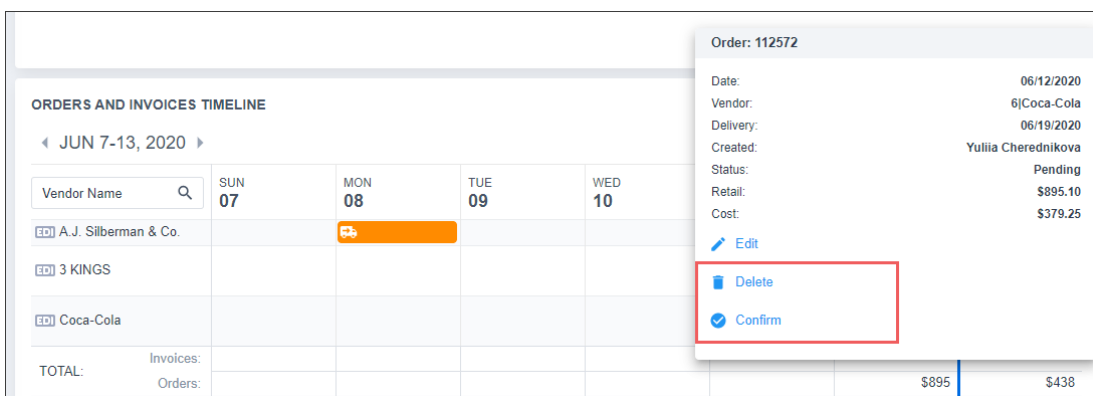 ORDERS AND INVOICES TIMELINE
JUN 7-13, 2020
Vendor Name
SUN
07
MON
08
TUE
09
WED
10
A.J. Silberman & Co.
3 KINGS
Coca-Cola
TOTAL:
Invoices:
Orders:
$895
$438
Order: 112572
Date: 06/12/2020
Vendor: 6|Coca-Cola
Delivery: 06/19/2020
Created: Yuliia Cherednikova
Status: Pending
Retail: $895.10
Cost: $379.25
Edit
Delete
Confirm